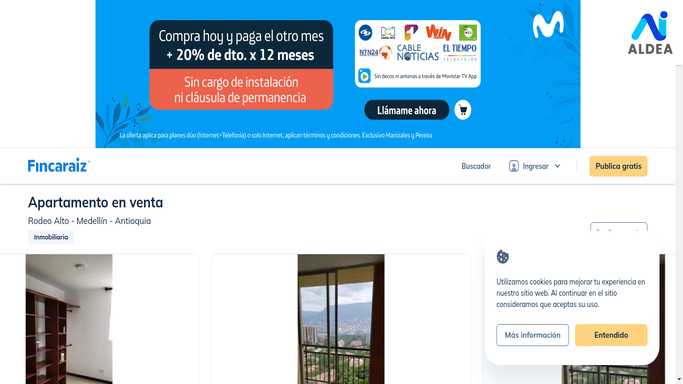 Compra hoy y paga el otro mes
+ 20% de dto. x 12 meses
Sin cargo de instalación
ni cláusula de permanencia
WIN
NTN24
CABLE
NOTICIAS
EL TIEMPO
TELEVISIÓN
Sin decos ni antenas a través de Movistar TV App
Llámame ahora
La oferta aplica para planes dúo (Internet+Telefonía) o solo Internet, aplican términos y condiciones. Exclusivo Manizales y Pereira
ALDEA
Fincaraiz
Buscador
Ingresar
Publica gratis
Apartamento en venta
Rodeo Alto - Medellín - Antioquia
Inmobiliaria
Utilizamos cookies para mejorar tu experiencia en
nuestro sitio web. Al continuar en el sitio
consideramos que aceptas su uso.
Más información
Entendido